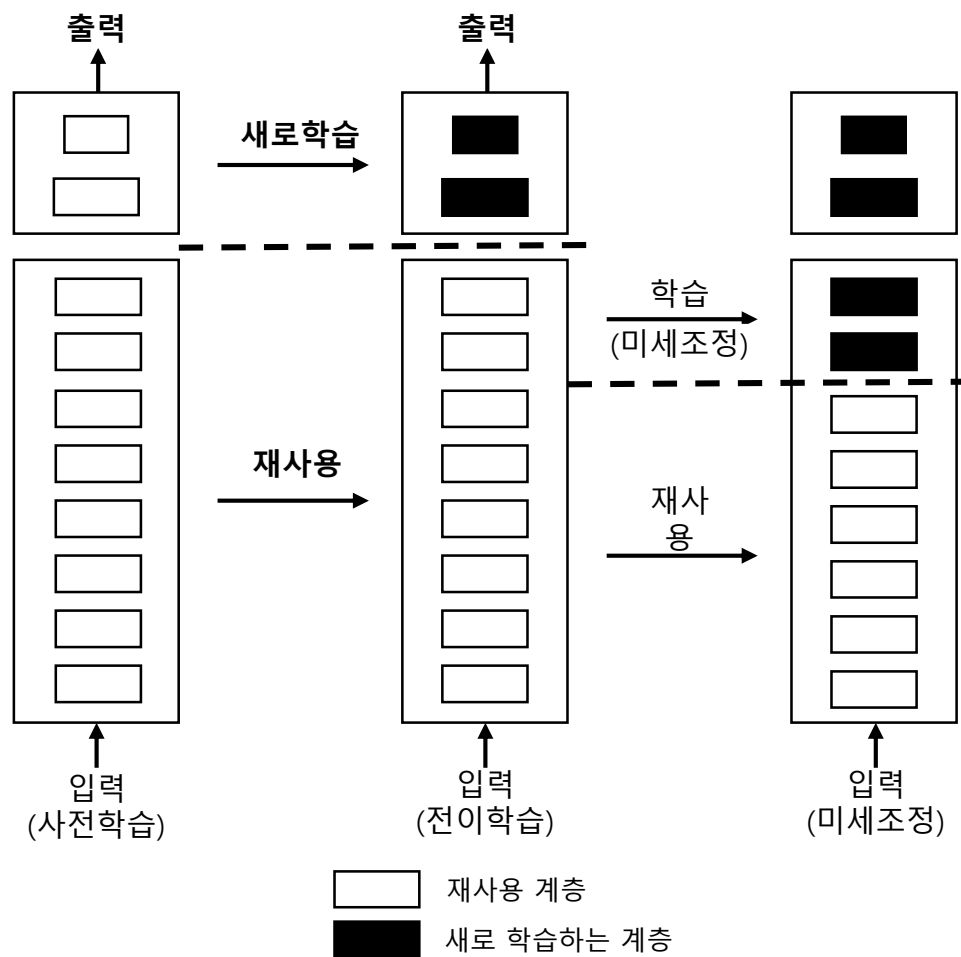 출력
출력
새로학습
학습
(미세조정)
재사용
재사
용
입력
(사전학습)
입력
(전이학습)
입력
(미세조정)
재사용 계층
새로 학습하는 계층